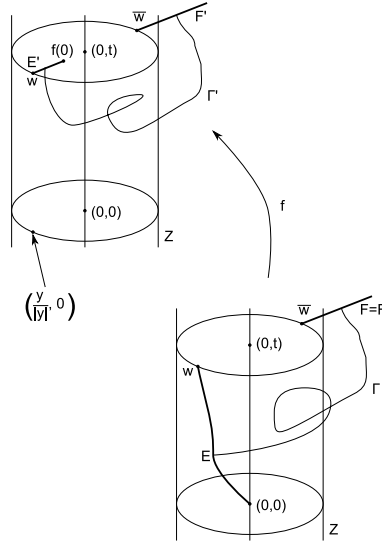 w̅ F'
f(0) (0,t)
E'
w
Γ'
(0,0)
f
Z
(y/|y|, 0)
w̅ F=F
(0,t)
w
Γ
E
(0,0)
Z